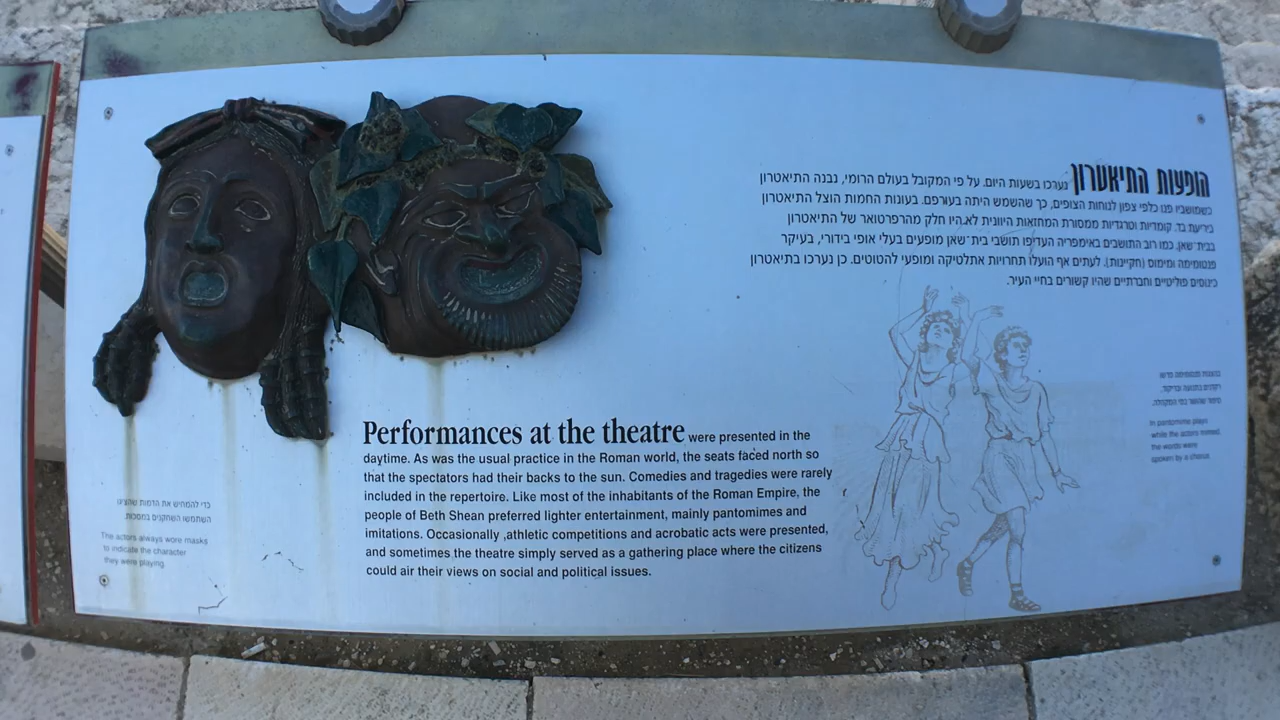 הופעות התיאטרון נערכו בשעות היום. על פי המקובל בעולם הרומי, נבנה התיאטרון
כשמושביו פנו כלפי צפון לנוחות הצופים, כך שהשמש היתה בעורפם. בעונות החמות הוצל התיאטרון
ביריעת בד. קומדיות וטרגדיות ממסורת המחזאות היוונית לא היו חלק מהרפרטואר של התיאטרון
בבית־שאן. כמו רוב התושבים באימפריה העדיפו תושבי בית־שאן מופעים בעלי אופי בידורי, בעיקר
פנטומימה ומימוס (חקיינות). לעתים אף הועלו תחרויות אתלטיקה ומופעי להטוטים. כן נערכו בתיאטרון
כינוסים פוליטיים וחברתיים שהיו קשורים בחיי העיר.
Performances at the theatre were presented in the
daytime. As was the usual practice in the Roman world, the seats faced north so
that the spectators had their backs to the sun. Comedies and tragedies were rarely
included in the repertoire. Like most of the inhabitants of the Roman Empire, the
people of Beth Shean preferred lighter entertainment, mainly pantomimes and
imitations. Occasionally ,athletic competitions and acrobatic acts were presented,
and sometimes the theatre simply served as a gathering place where the citizens
could air their views on social and political issues.
כדי להמחיש את הדמות שהציגו
השתמשו השחקנים במסכות.
The actors always wore masks
to indicate the character
they were playing.
בהצגות פנטומימה
In pantomime plays
while the actors mimed,
the words were
spoken by a chorus.